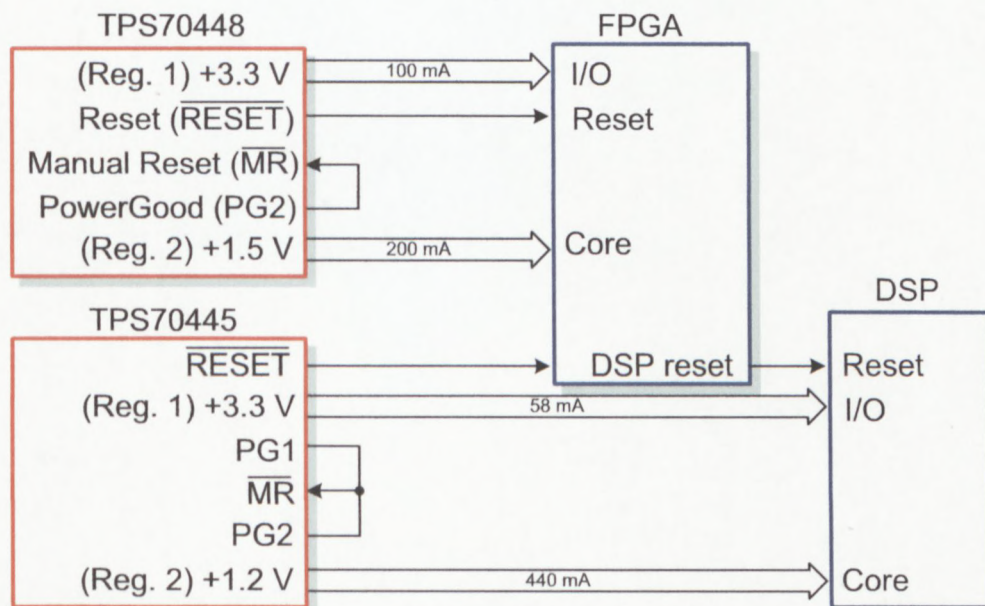 TPS70448
(Reg. 1) +3.3 V
Reset (RESET)
Manual Reset (MR)
PowerGood (PG2)
(Reg. 2) +1.5 V
100 mA
200 mA
FPGA
I/O
Reset
Core
DSP reset
TPS70445
RESET
(Reg. 1) +3.3 V
PG1
MR
PG2
(Reg. 2) +1.2 V
58 mA
440 mA
DSP
Reset
I/O
Core